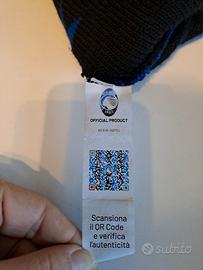 OFFICIAL PRODUCT
Scansiona
il QR Code
e verifica
l'autenticità
subito